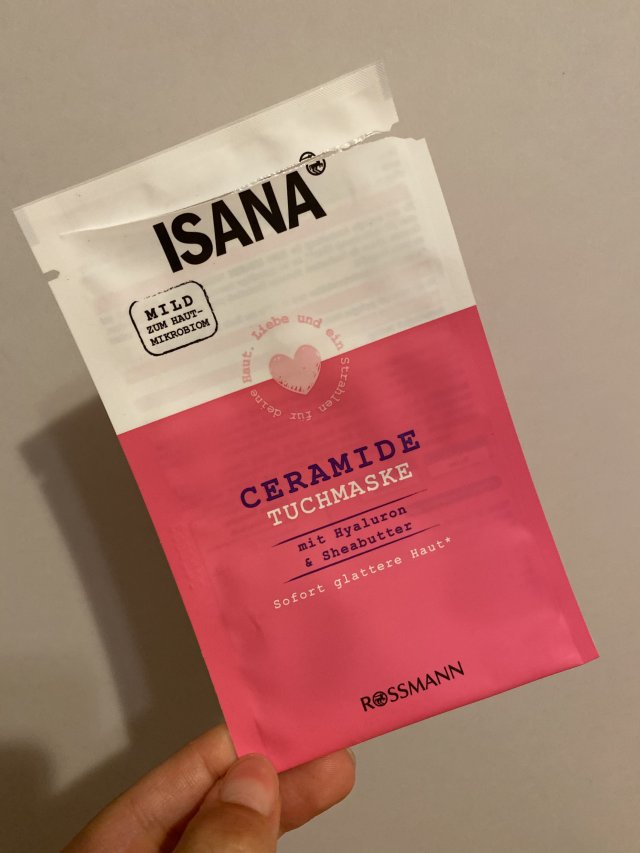 ISANA
MILD
ZUM HAUT-
MIKROBIOM
Liebe und ein Strahlen für deine Haut.
CERAMIDE
TUCHMASKE
mit Hyaluron
& Sheabutter
Sofort glattere Haut*
ROSSMANN